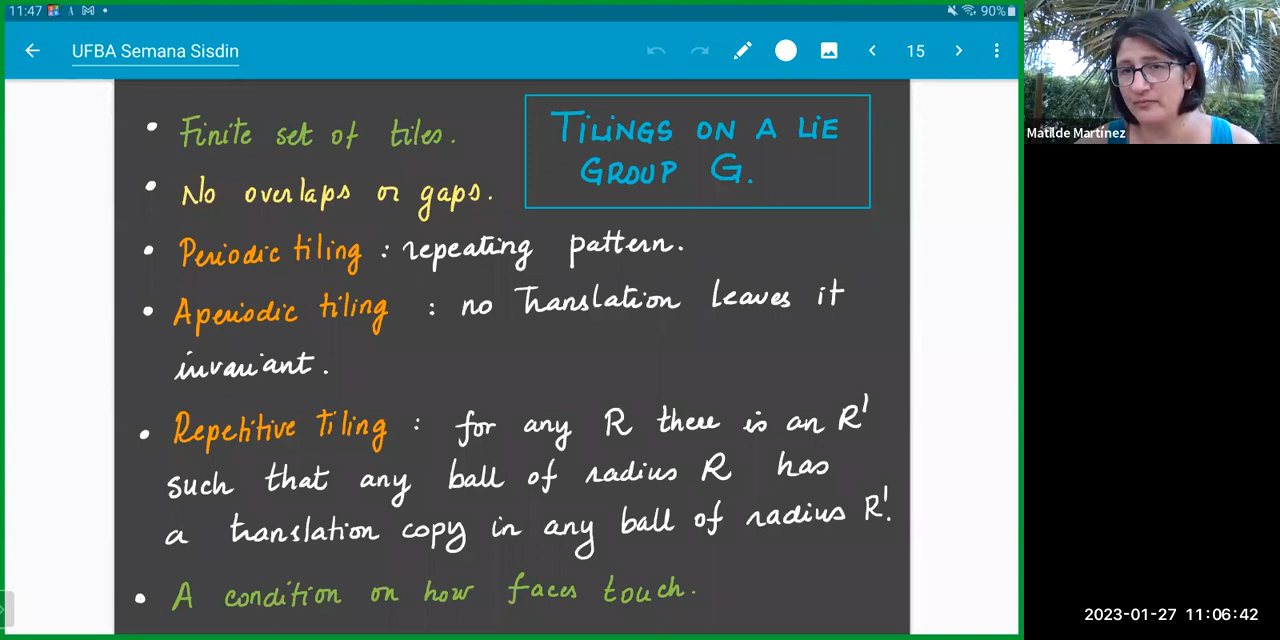 11:47
90%
UFBA Semana Sisdin
15
TILINGS ON A LIE
GROUP G.
• Finite set of tiles.
• No overlaps or gaps.
• Periodic tiling : repeating pattern.
• Aperiodic tiling : no translation leaves it
invariant.
• Repetitive tiling : for any R there is an R'
such that any ball of radius R has
a translation copy in any ball of radius R'.
• A condition on how faces touch.
Matilde Martínez
2023-01-27 11:06:42